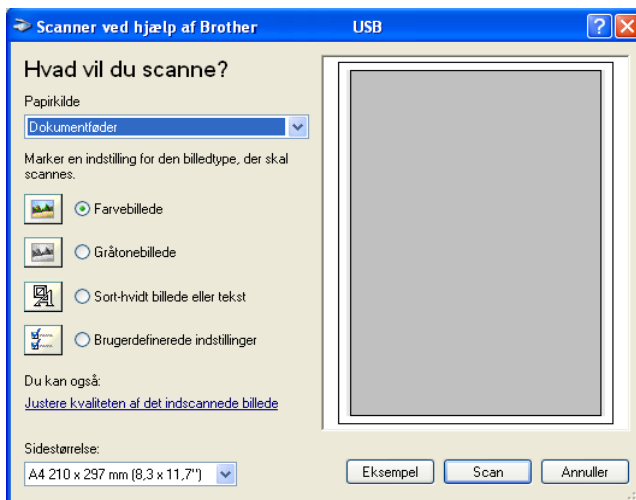 Scanner ved hjælp af Brother USB
Hvad vil du scanne?
Papirkilde
Dokumentføder
Marker en indstilling for den billedtype, der skal
scannes.
Farvebillede
Gråtonebillede
Sort-hvidt billede eller tekst
Brugerdefinerede indstillinger
Du kan også:
Justere kvaliteten af det indscannede billede
Sidestørrelse:
A4 210 x 297 mm (8,3 x 11,7")
Eksempel
Scan
Annuller